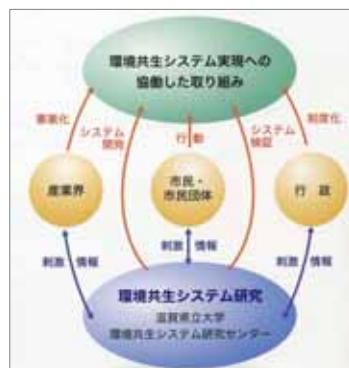 環境共生システム実現への
協働した取り組み
事業化
システム
開発
行動
システム
検証
制度化
産業界
市民・
市民団体
行 政
刺激 情報
刺激 情報
刺激 情報
環境共生システム研究
滋賀県立大学
環境共生システム研究センター